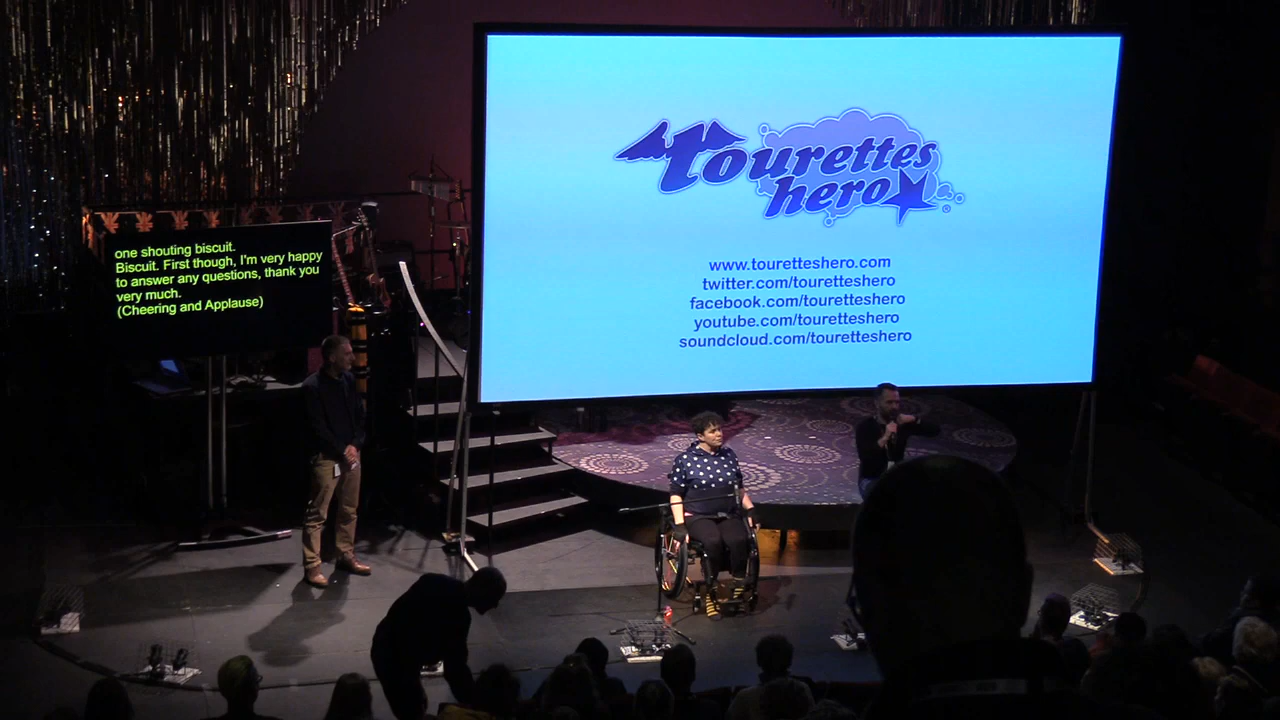 one shouting biscuit.
Biscuit. First though, I'm very happy
to answer any questions, thank you
very much.
(Cheering and Applause)
tourettes
hero
®
www.touretteshero.com
twitter.com/touretteshero
facebook.com/touretteshero
youtube.com/touretteshero
soundcloud.com/touretteshero